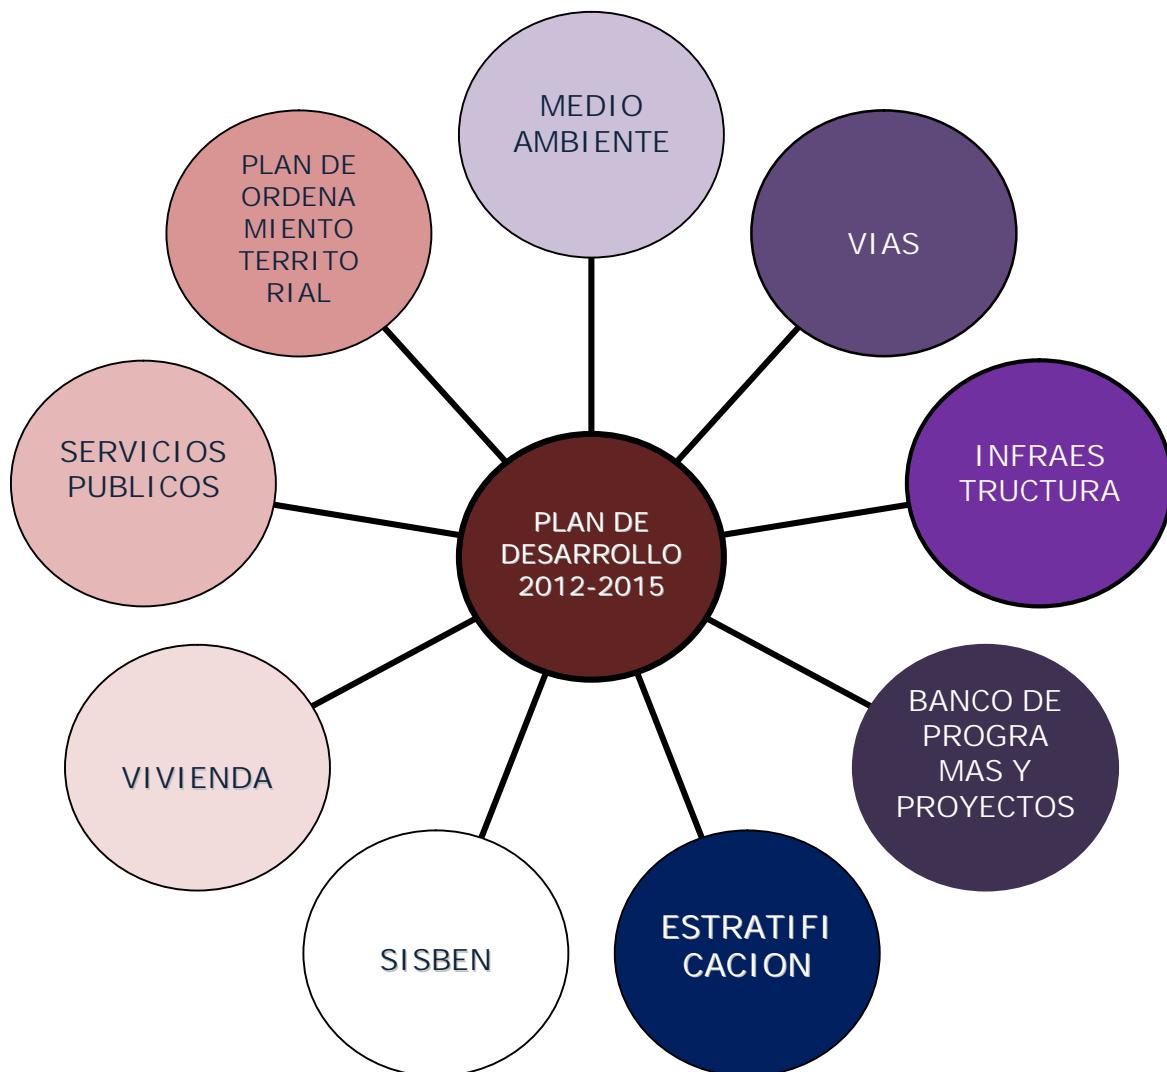 MEDIO
AMBIENTE
VIAS
INFRAES
TRUCTURA
BANCO DE
PROGRA
MAS Y
PROYECTOS
ESTRATIFI
CACION
SISBEN
VIVIENDA
SERVICIOS
PUBLICOS
PLAN DE
ORDENA
MIENTO
TERRITO
RIAL
PLAN DE
DESARROLLO
2012-2015